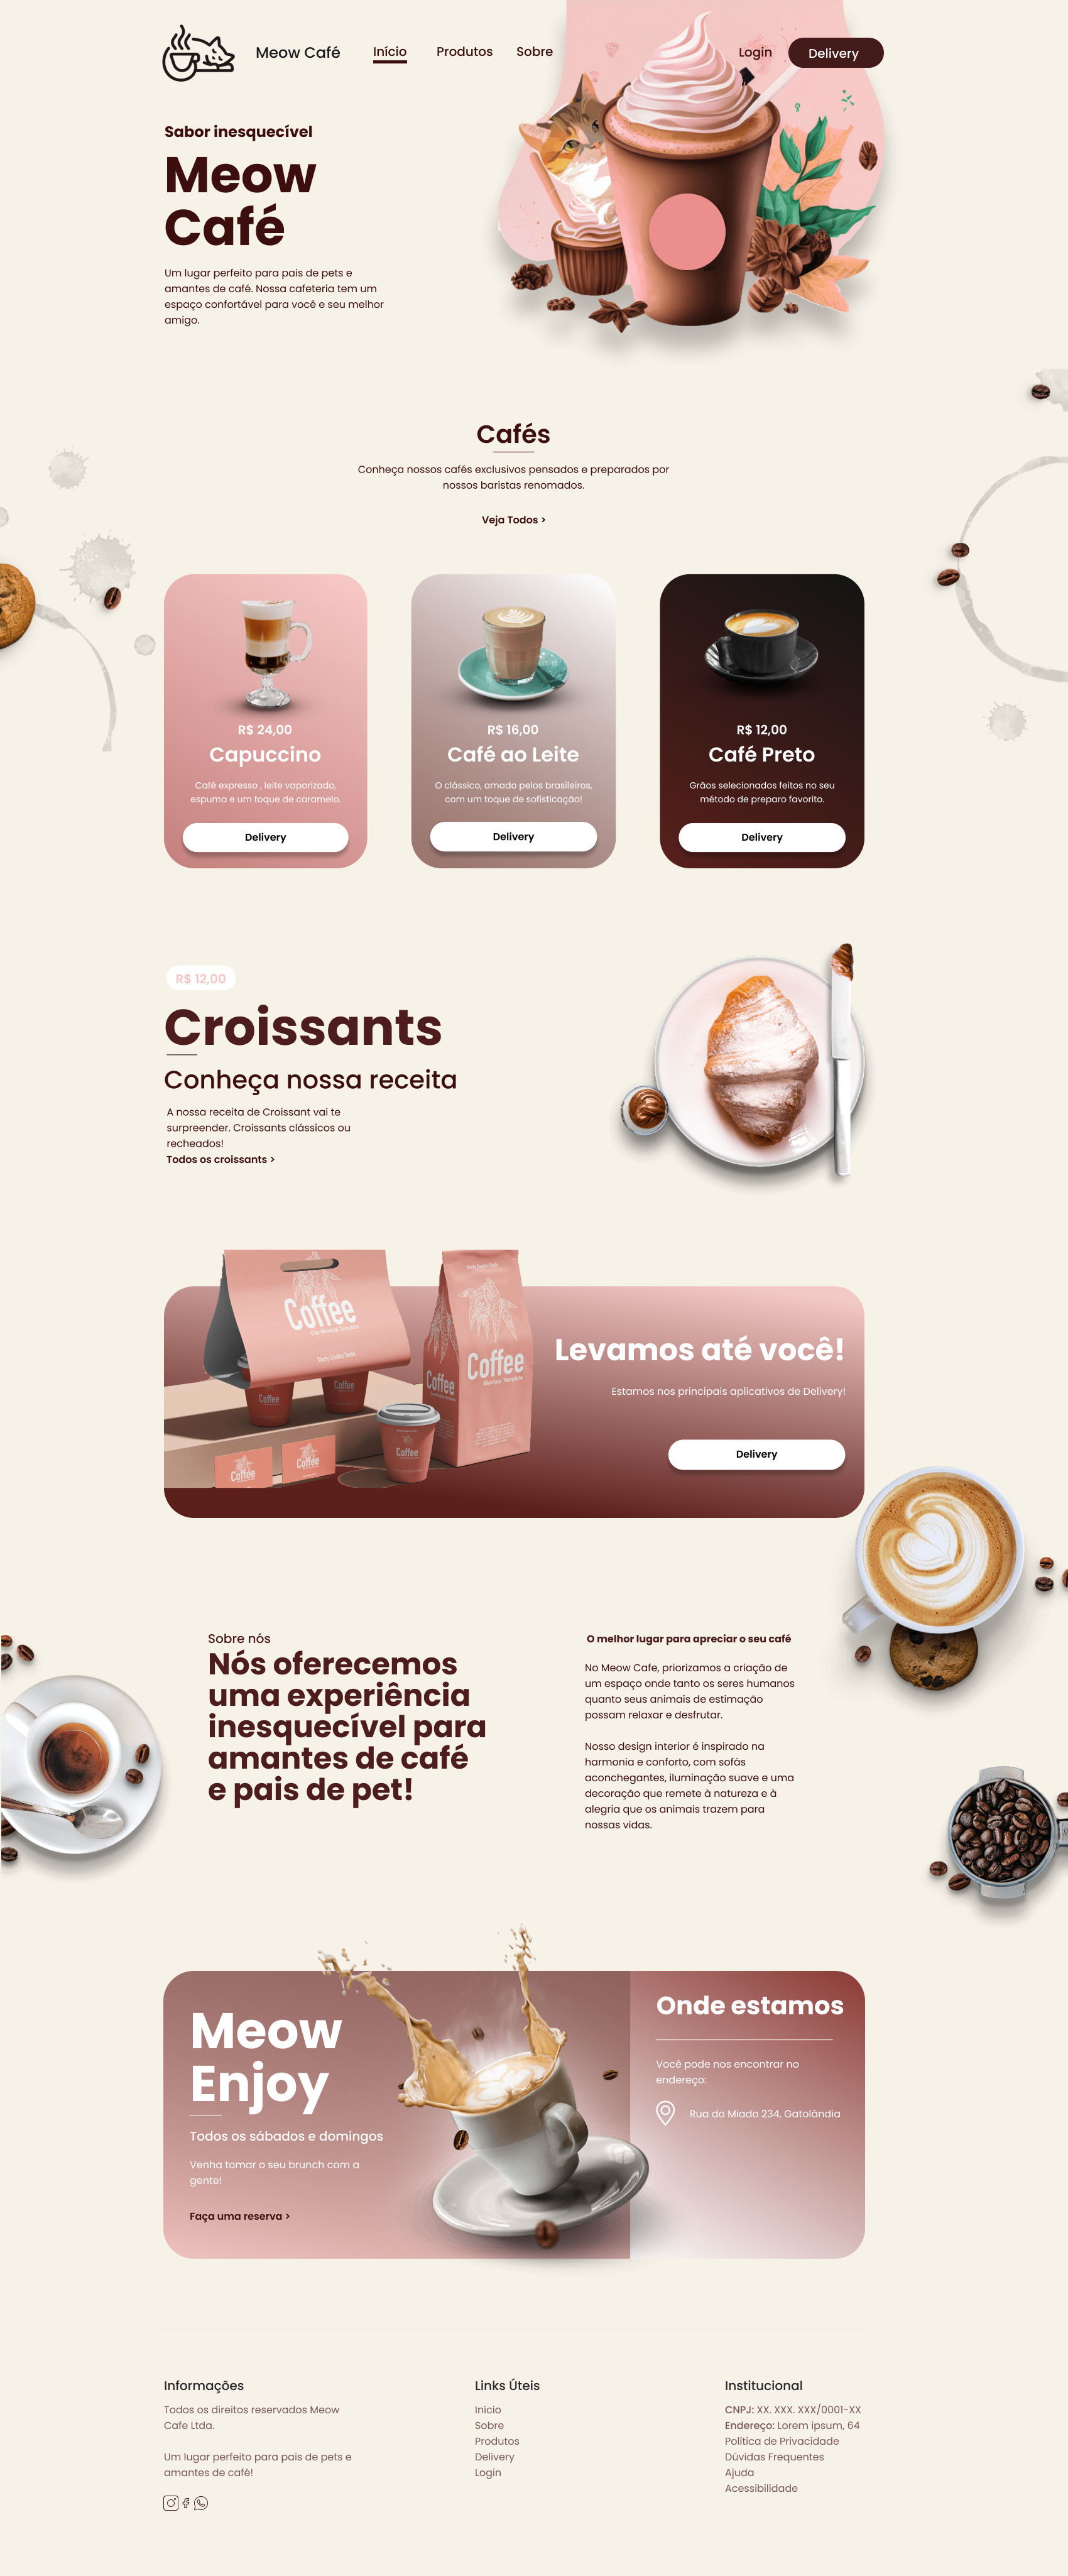 Meow Café
Início
Produtos
Sobre
Login
Delivery
Sabor inesquecível
Meow
Café
Um lugar perfeito para pais de pets e
amantes de café. Nossa cafeteria tem um
espaço confortável para você e seu melhor
amigo.
Cafés
Conheça nossos cafés exclusivos pensados e preparados por
nossos baristas renomados.
Veja Todos >
R$ 24,00
Capuccino
Café expresso , leite vaporizado,
espuma e um toque de caramelo.
Delivery
R$ 16,00
Café ao Leite
O clássico, amado pelos brasileiros,
com um toque de sofisticação!
Delivery
R$ 12,00
Café Preto
Grãos selecionados feitos no seu
método de preparo favorito.
Delivery
R$ 12,00
Croissants
Conheça nossa receita
A nossa receita de Croissant vai te
surpreender. Croissants clássicos ou
recheados!
Todos os croissants >
Coffee
Coffee
Coffee
Coffee
Coffee
Coffee
Coffee
Coffee
Levamos até você!
Estamos nos principais aplicativos de Delivery!
Delivery
Sobre nós
Nós oferecemos
uma experiência
inesquecível para
amantes de café
e pais de pet!
O melhor lugar para apreciar o seu café
No Meow Cafe, priorizamos a criação de
um espaço onde tanto os seres humanos
quanto seus animais de estimação
possam relaxar e desfrutar.
Nosso design interior é inspirado na
harmonia e conforto, com sofás
aconchegantes, iluminação suave e uma
decoração que remete à natureza e à
alegria que os animais trazem para
nossas vidas.
Meow
Enjoy
Todos os sábados e domingos
Venha tomar o seu brunch com a
gente!
Faça uma reserva >
Onde estamos
Você pode nos encontrar no
endereço:
Rua do Miado 234, Gatolândia
Informações
Todos os direitos reservados Meow
Cafe Ltda.
Um lugar perfeito para pais de pets e
amantes de café!
Links Úteis
Início
Sobre
Produtos
Delivery
Login
Institucional
CNPJ: XX. XXX. XXX/0001-XX
Endereço: Lorem ipsum, 64
Política de Privacidade
Dúvidas Frequentes
Ajuda
Acessibilidade